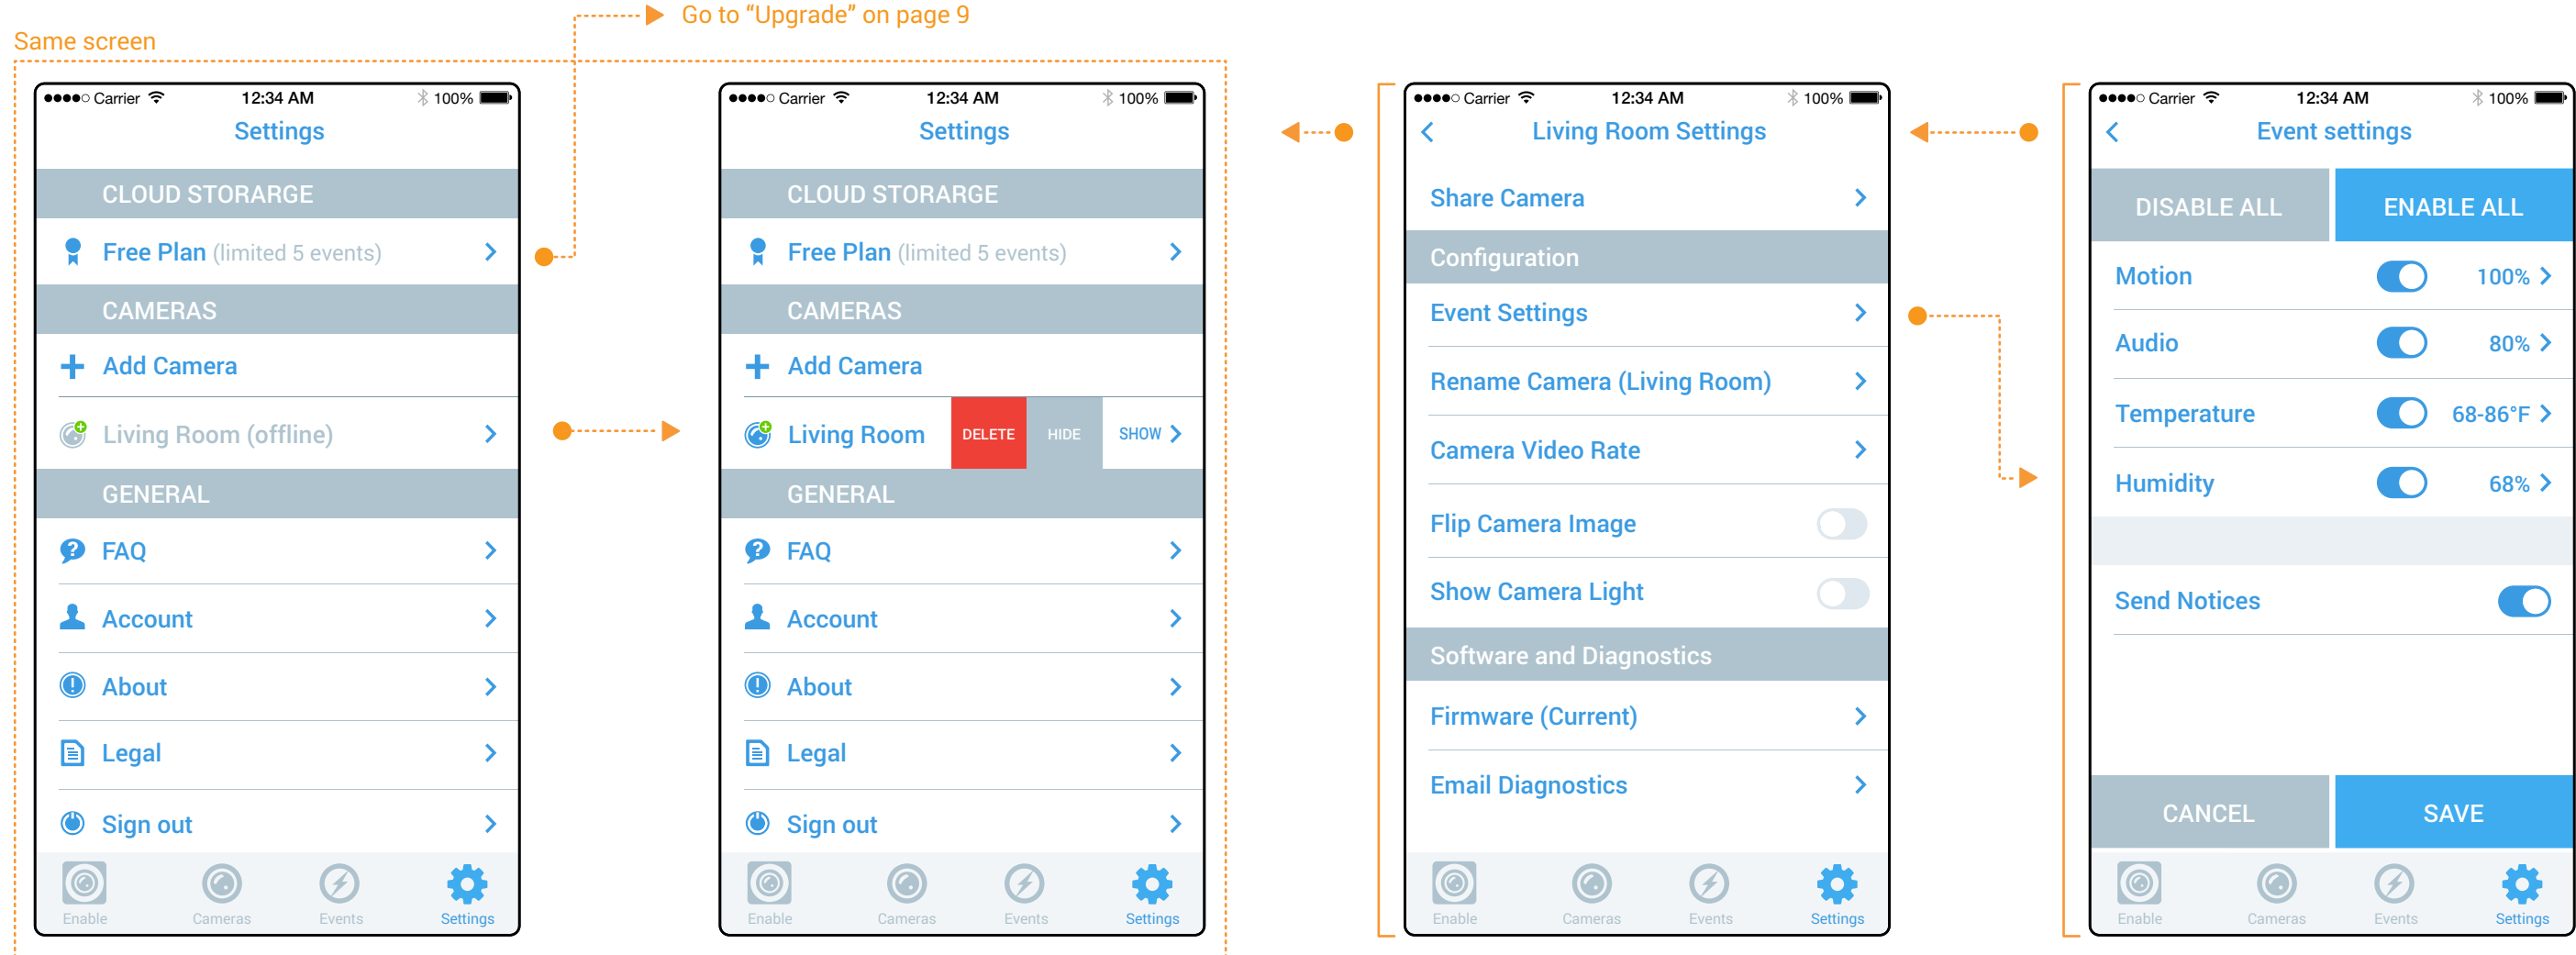 Go to “Upgrade” on page 9
Same screen
Carrier 12:34 AM 100%
Settings
CLOUD STORARGE
Free Plan (limited 5 events)
CAMERAS
Add Camera
Living Room (offline)
GENERAL
FAQ
Account
About
Legal
Sign out
Enable Cameras Events Settings
Carrier 12:34 AM 100%
Settings
CLOUD STORARGE
Free Plan (limited 5 events)
CAMERAS
Add Camera
Living Room DELETE HIDE SHOW
GENERAL
FAQ
Account
About
Legal
Sign out
Enable Cameras Events Settings
Carrier 12:34 AM 100%
Living Room Settings
Share Camera
Configuration
Event Settings
Rename Camera (Living Room)
Camera Video Rate
Flip Camera Image
Show Camera Light
Software and Diagnostics
Firmware (Current)
Email Diagnostics
Enable Cameras Events Settings
Carrier 12:34 AM 100%
Event settings
DISABLE ALL ENABLE ALL
Motion 100%
Audio 80%
Temperature 68-86°F
Humidity 68%
Send Notices
CANCEL SAVE
Enable Cameras Events Settings